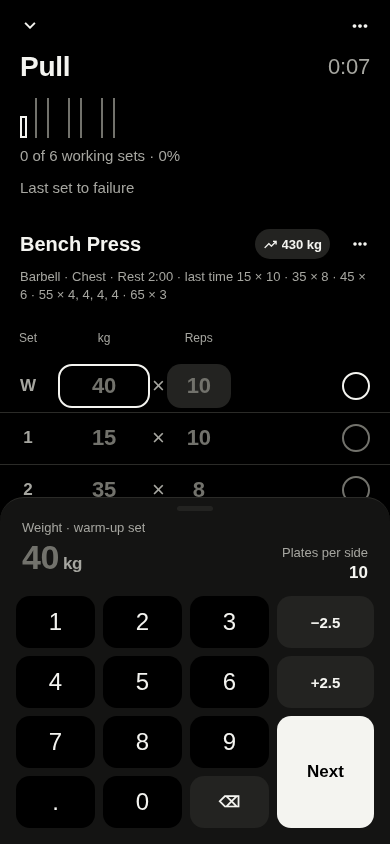 Pull
0:07
0 of 6 working sets · 0%
Last set to failure
Bench Press
430 kg
Barbell · Chest · Rest 2:00 · last time 15 × 10 · 35 × 8 · 45 ×
6 · 55 × 4, 4, 4, 4 · 65 × 3
Set kg Reps
W 40 × 10
1 15 × 10
2 35 × 8
Weight · warm-up set
40 kg
Plates per side
10
1 2 3 −2.5
4 5 6 +2.5
7 8 9
Next
. 0 ⌫